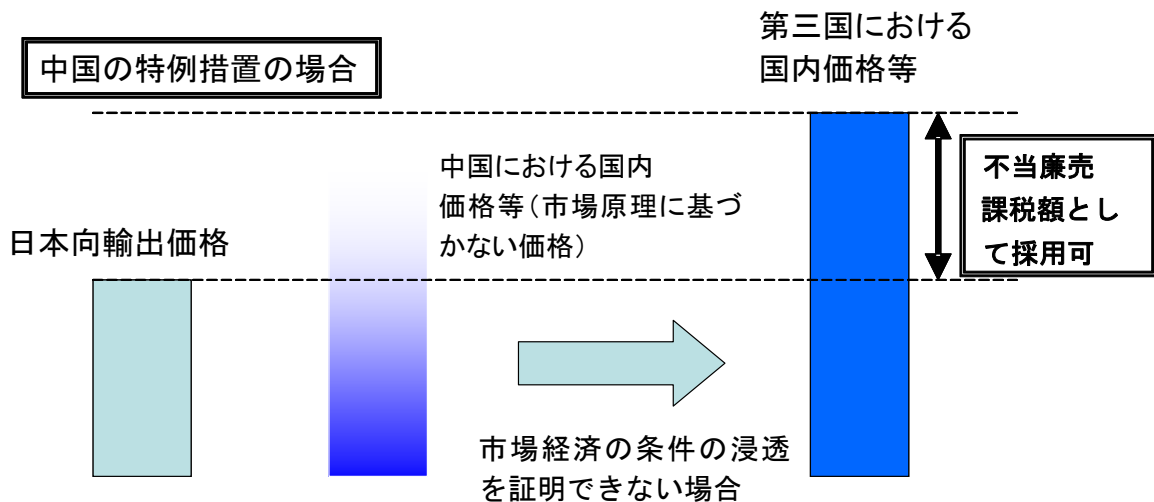 中国の特例措置の場合
第三国における
国内価格等
中国における国内
価格等（市場原理に基づ
かない価格）
日本向輸出価格
不当廉売
課税額とし
て採用可
市場経済の条件の浸透
を証明できない場合